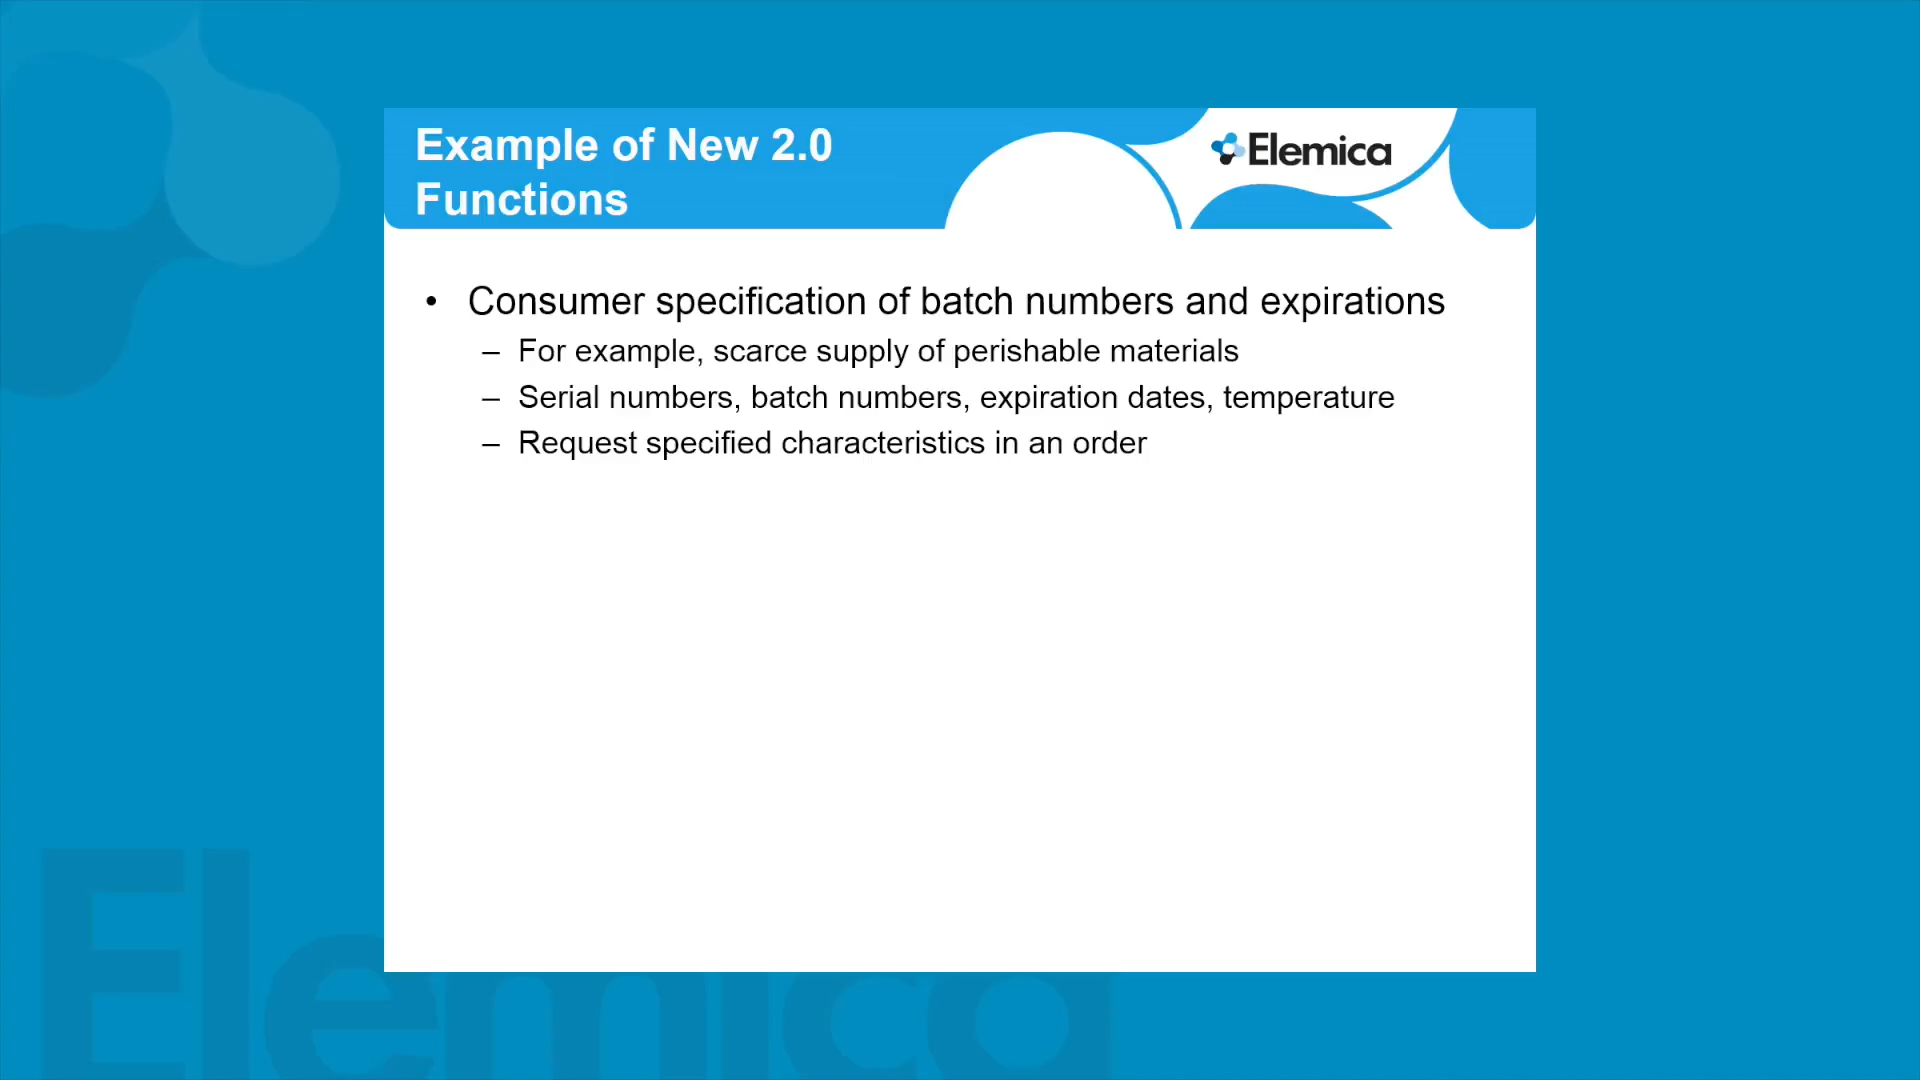 Example of New 2.0
Functions
Elemica
• Consumer specification of batch numbers and expirations
– For example, scarce supply of perishable materials
– Serial numbers, batch numbers, expiration dates, temperature
– Request specified characteristics in an order
Elemica